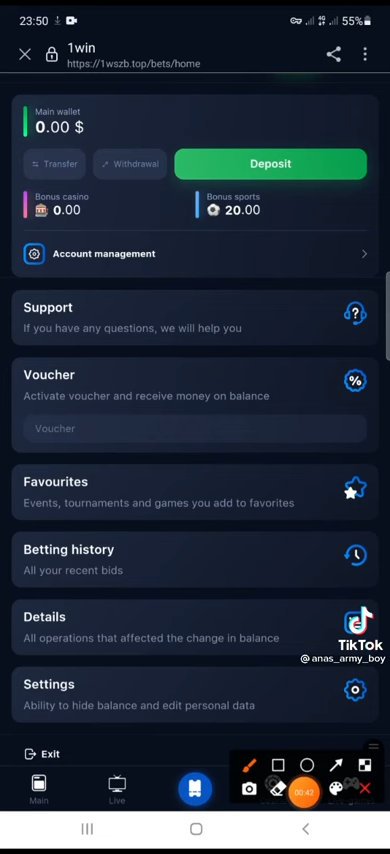 23:50
55%
1win
https://1wszb.top/bets/home
Main wallet
0.00 $
Transfer
Withdrawal
Deposit
Bonus casino
0.00
Bonus sports
20.00
Account management
Support
If you have any questions, we will help you
Voucher
Activate voucher and receive money on balance
Voucher
Favourites
Events, tournaments and games you add to favorites
Betting history
All your recent bids
Details
All operations that affected the change in balance
TikTok
@anas_army_boy
Settings
Ability to hide balance and edit personal data
Exit
00:42
Main
Live